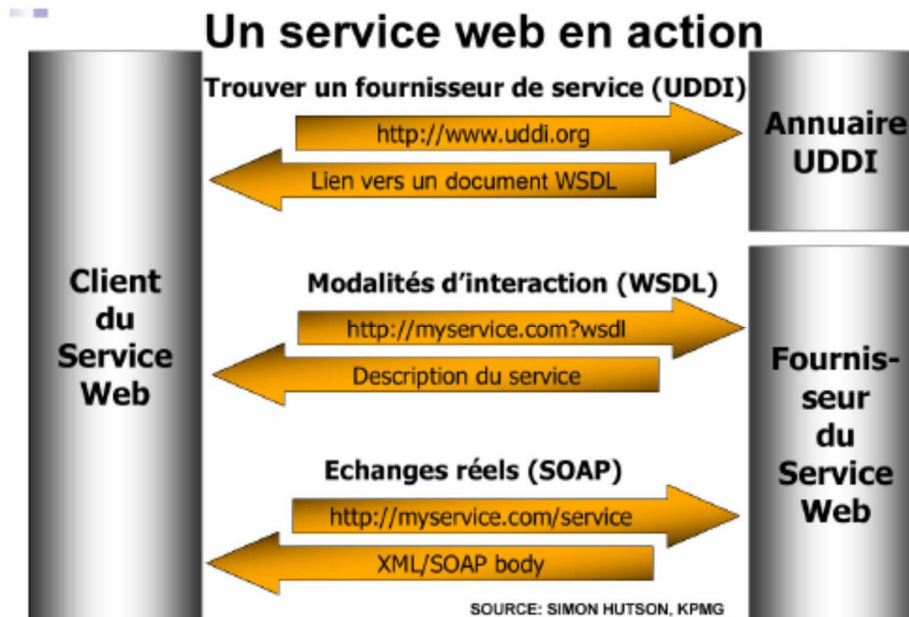 Un service web en action
Trouver un fournisseur de service (UDDI)
http://www.uddi.org
Lien vers un document WSDL
Annuaire
UDDI
Client
du
Service
Web
Modalités d'interaction (WSDL)
http://myservice.com?wsdl
Description du service
Echanges réels (SOAP)
http://myservice.com/service
XML/SOAP body
Fournis-
seur
du
Service
Web
SOURCE: SIMON HUTSON, KPMG